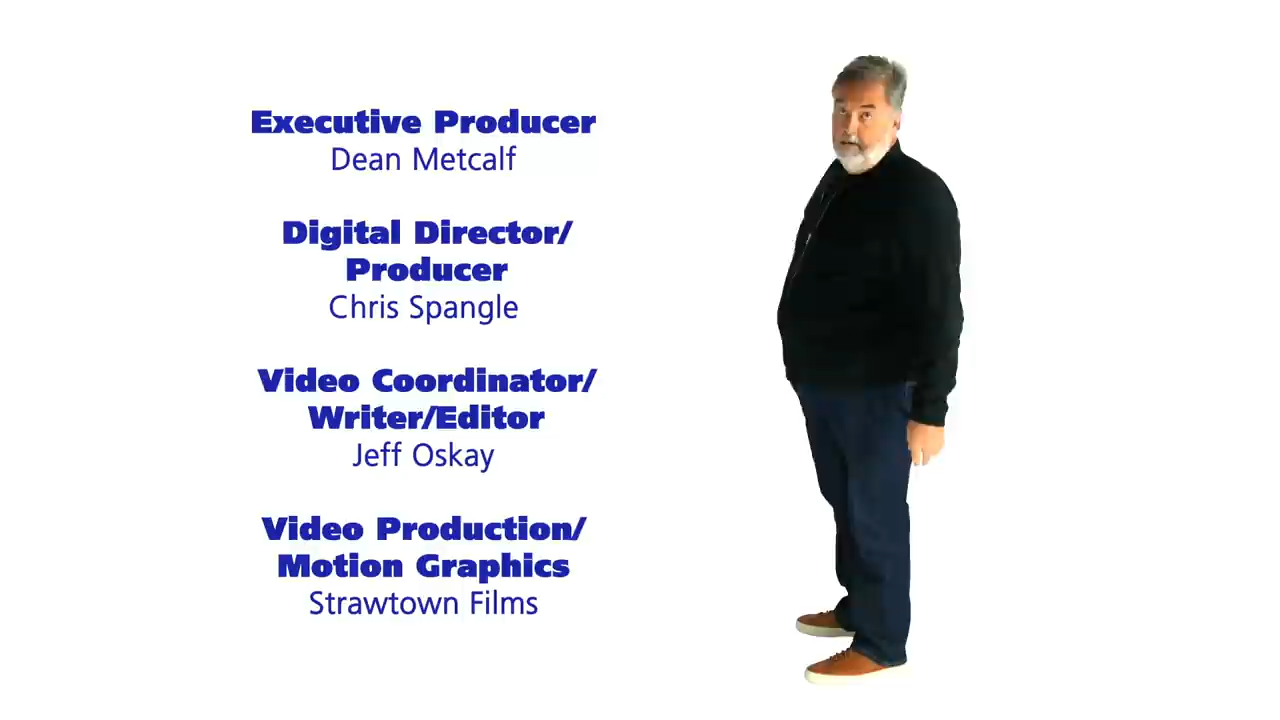 Executive Producer
Dean Metcalf
Digital Director/
Producer
Chris Spangle
Video Coordinator/
Writer/Editor
Jeff Oskay
Video Production/
Motion Graphics
Strawtown Films